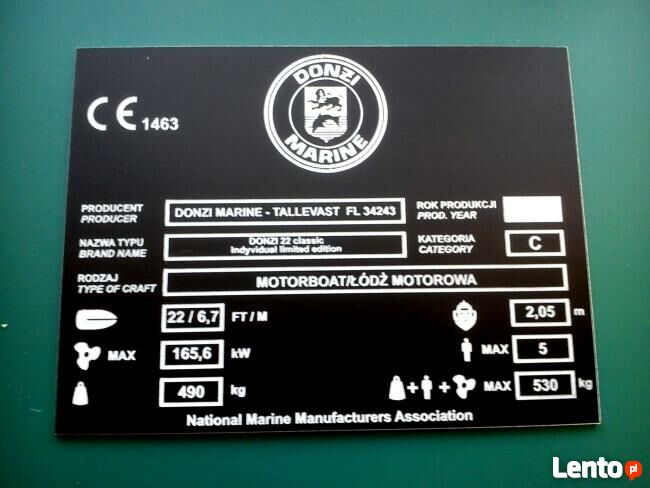 DONZI
MARINE
CE 1463
PRODUCENT
PRODUCER
DONZI MARINE - TALLEVAST FL 34243
ROK PRODUKCJI
PROD. YEAR
NAZWA TYPU
BRAND NAME
DONZI 22 classic
Indyvidual limited edition
KATEGORIA
CATEGORY
C
RODZAJ
TYPE OF CRAFT
MOTORBOAT/ŁÓDŹ MOTOROWA
22 / 6,7 FT / M
2,05 m
MAX 165,6 kW
MAX 5
490 kg
+ + MAX 530 kg
National Marine Manufacturers Association
Lento pl